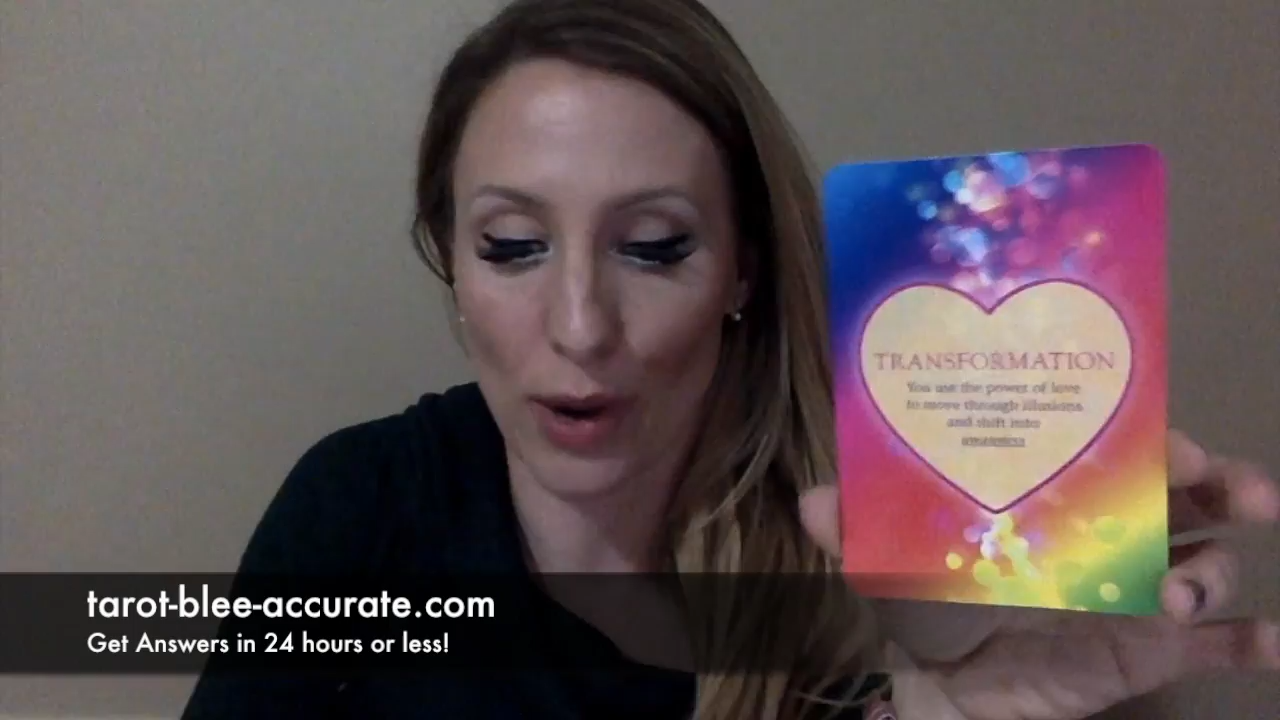 TRANSFORMATION
You use the power of love
to move through illusions
and shift into
awareness
tarot-blee-accurate.com
Get Answers in 24 hours or less!